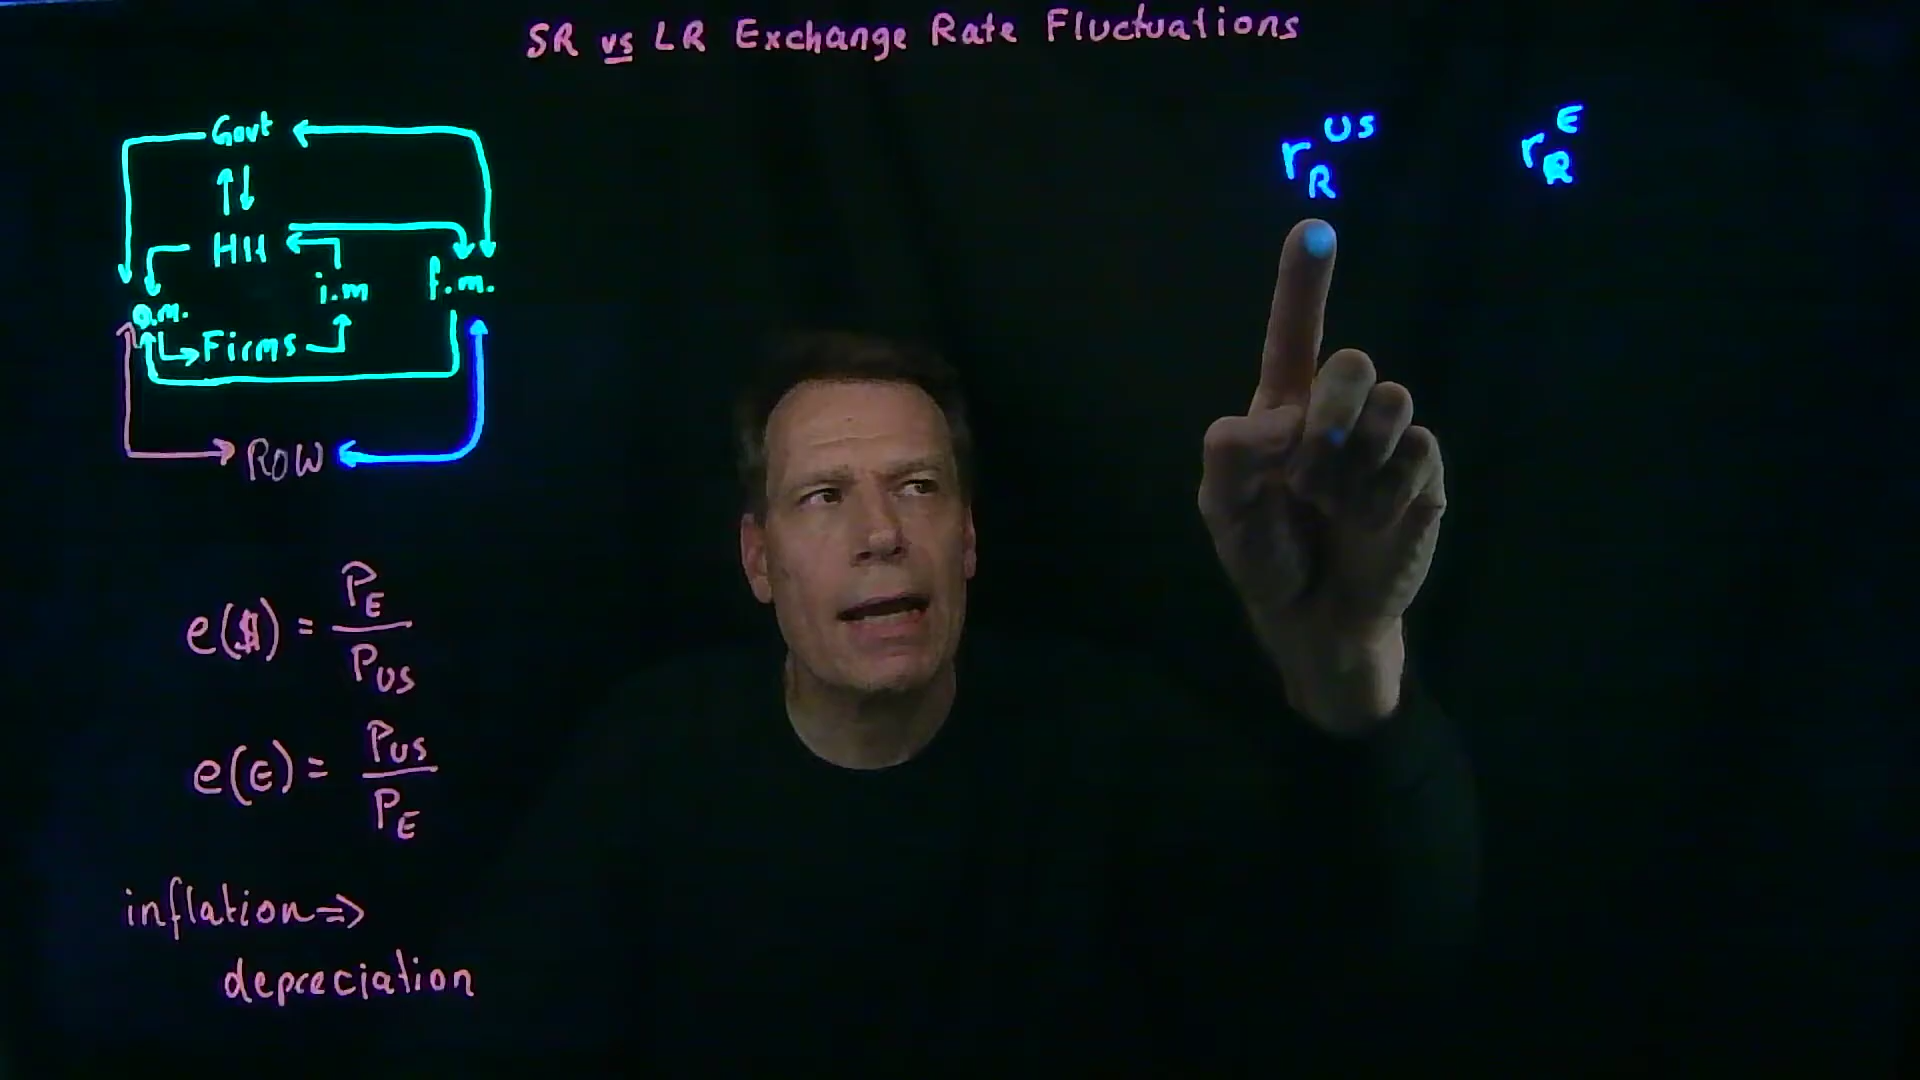 SR vs LR Exchange Rate Fluctuations
Govt
HH
i.m
f.m.
o.m.
Firms
ROW
r_R^US
r_R^E
e($) = P_E / P_US
e(€) = P_US / P_E
inflation ⇒
depreciation